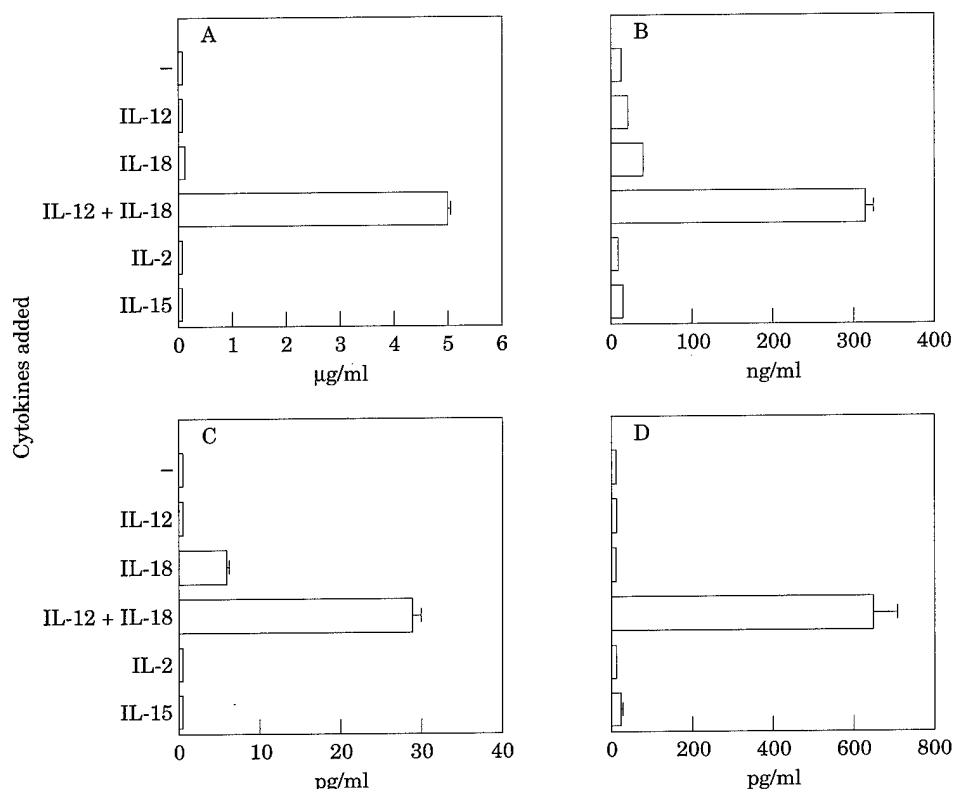 A
B
–
IL-12
IL-18
IL-12 + IL-18
IL-2
IL-15
0 1 2 3 4 5 6
µg/ml
0 100 200 300 400
ng/ml
Cytokines added
C
D
–
IL-12
IL-18
IL-12 + IL-18
IL-2
IL-15
0 10 20 30 40
pg/ml
0 200 400 600 800
pg/ml